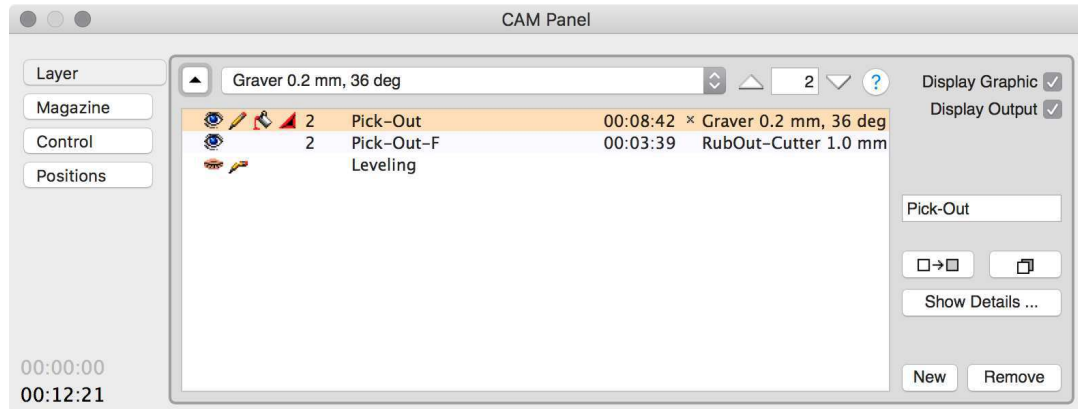 CAM Panel
Layer
Magazine
Control
Positions
Graver 0.2 mm, 36 deg
2
?
Display Graphic
Display Output
2 Pick-Out 00:08:42 × Graver 0.2 mm, 36 deg
2 Pick-Out-F 00:03:39 RubOut-Cutter 1.0 mm
Leveling
Pick-Out
Show Details ...
New
Remove
00:00:00
00:12:21